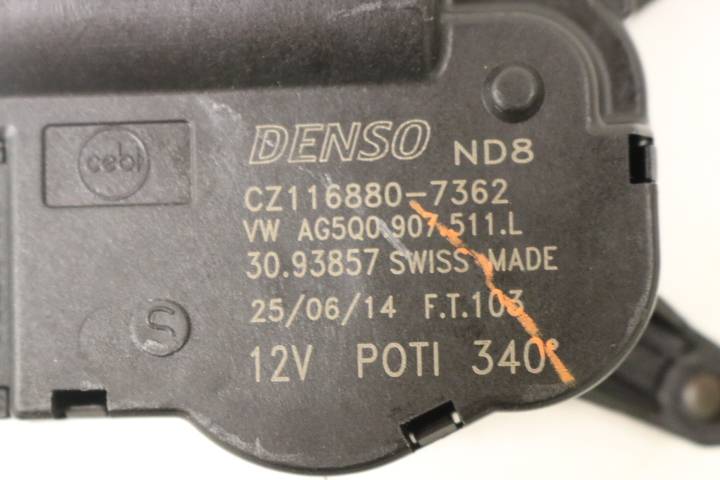 cebi
DENSO ND8
CZ116880-7362
VW AG5Q0.907.511.L
30.93857 SWISS MADE
25/06/14 F.T.103
S
12V POTI 340°